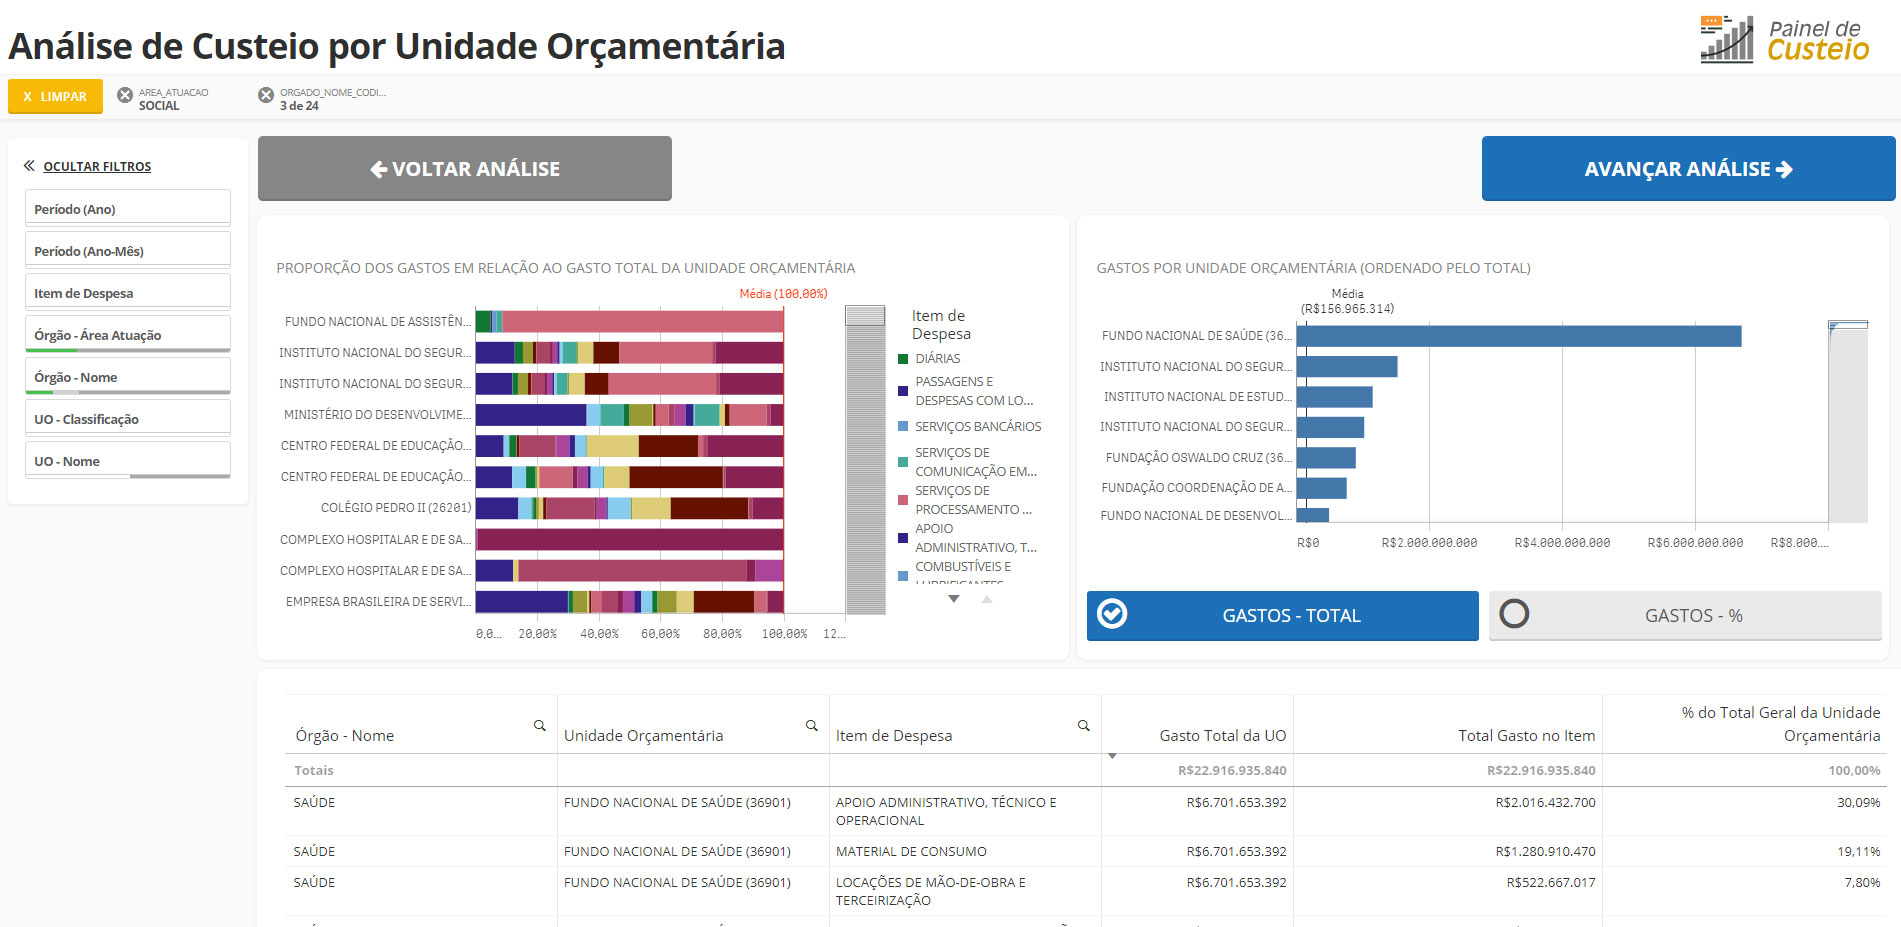 Análise de Custeio por Unidade Orçamentária
Painel de
Custeio
X LIMPAR
AREA_ATUACAO
SOCIAL
ORGADO_NOME_CODI...
3 de 24
OCULTAR FILTROS
Período (Ano)
Período (Ano-Mês)
Item de Despesa
Órgão - Área Atuação
Órgão - Nome
UO - Classificação
UO - Nome
VOLTAR ANÁLISE
AVANÇAR ANÁLISE
PROPORÇÃO DOS GASTOS EM RELAÇÃO AO GASTO TOTAL DA UNIDADE ORÇAMENTÁRIA
Média (100,00%)
FUNDO NACIONAL DE ASSISTÊN...
INSTITUTO NACIONAL DO SEGUR...
INSTITUTO NACIONAL DO SEGUR...
MINISTÉRIO DO DESENVOLVIME...
CENTRO FEDERAL DE EDUCAÇÃO...
CENTRO FEDERAL DE EDUCAÇÃO...
COLÉGIO PEDRO II (26201)
COMPLEXO HOSPITALAR E DE SA...
COMPLEXO HOSPITALAR E DE SA...
EMPRESA BRASILEIRA DE SERVI...
0,0... 20,00% 40,00% 60,00% 80,00% 100,00% 12...
Item de
Despesa
DIÁRIAS
PASSAGENS E
DESPESAS COM LO...
SERVIÇOS BANCÁRIOS
SERVIÇOS DE
COMUNICAÇÃO EM...
SERVIÇOS DE
PROCESSAMENTO ...
APOIO
ADMINISTRATIVO, T...
COMBUSTÍVEIS E
LUBRIFICANTES
GASTOS POR UNIDADE ORÇAMENTÁRIA (ORDENADO PELO TOTAL)
Média
(R$156.965.314)
FUNDO NACIONAL DE SAÚDE (36...
INSTITUTO NACIONAL DO SEGUR...
INSTITUTO NACIONAL DE ESTUD...
INSTITUTO NACIONAL DO SEGUR...
FUNDAÇÃO OSWALDO CRUZ (36...
FUNDAÇÃO COORDENAÇÃO DE A...
FUNDO NACIONAL DE DESENVOL...
R$0 R$2.000.000.000 R$4.000.000.000 R$6.000.000.000 R$8.000....
GASTOS - TOTAL
GASTOS - %
Órgão - Nome Unidade Orçamentária Item de Despesa Gasto Total da UO Total Gasto no Item % do Total Geral da Unidade
Orçamentária
Totais R$22.916.935.840 R$22.916.935.840 100,00%
SAÚDE FUNDO NACIONAL DE SAÚDE (36901) APOIO ADMINISTRATIVO, TÉCNICO E R$6.701.653.392 R$2.016.432.700 30,09%
OPERACIONAL
SAÚDE FUNDO NACIONAL DE SAÚDE (36901) MATERIAL DE CONSUMO R$6.701.653.392 R$1.280.910.470 19,11%
SAÚDE FUNDO NACIONAL DE SAÚDE (36901) LOCAÇÕES DE MÃO-DE-OBRA E R$6.701.653.392 R$522.667.017 7,80%
TERCEIRIZAÇÃO